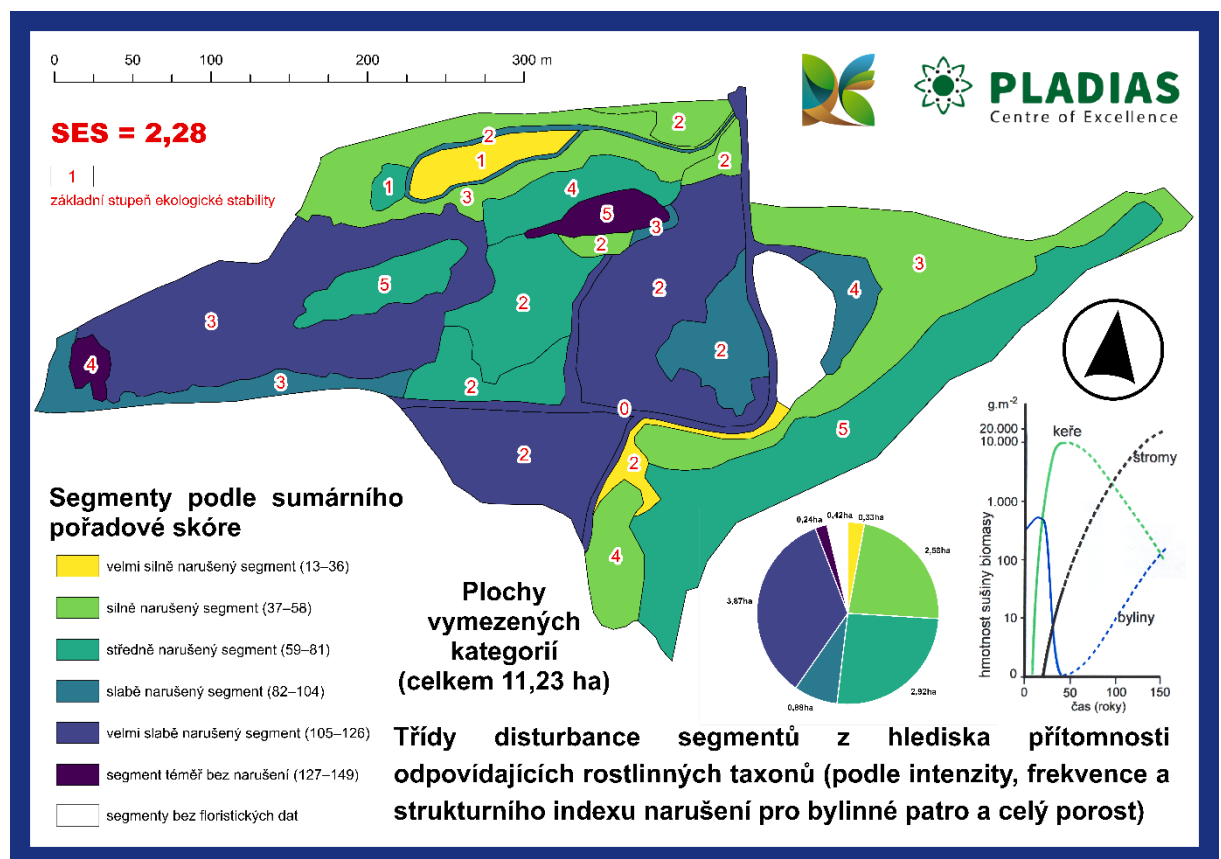 0
50
100
200
300 m
PLADIAS
Centre of Excellence
SES = 2,28
1
základní stupeň ekologické stability
2
2
1
2
1
3
4
5
3
2
3
5
2
2
4
3
2
4
3
2
0
5
2
2
4
Segmenty podle sumárního
pořadové skóre
velmi silně narušený segment (13–36)
silně narušený segment (37–58)
středně narušený segment (59–81)
slabě narušený segment (82–104)
velmi slabě narušený segment (105–126)
segment téměř bez narušení (127–149)
segmenty bez floristických dat
Plochy
vymezených
kategorií
(celkem 11,23 ha)
0,24ha
0,42ha
0,33ha
2,92ha
g.m-2
20.000
10.000
1.000
100
10
0
hmotnost sušiny biomasy
keře
stromy
byliny
0
50
100
150
čas (roky)
Třídy disturbance segmentů z hlediska přítomnosti
odpovídajících rostlinných taxonů (podle intenzity, frekvence a
strukturního indexu narušení pro bylinné patro a celý porost)